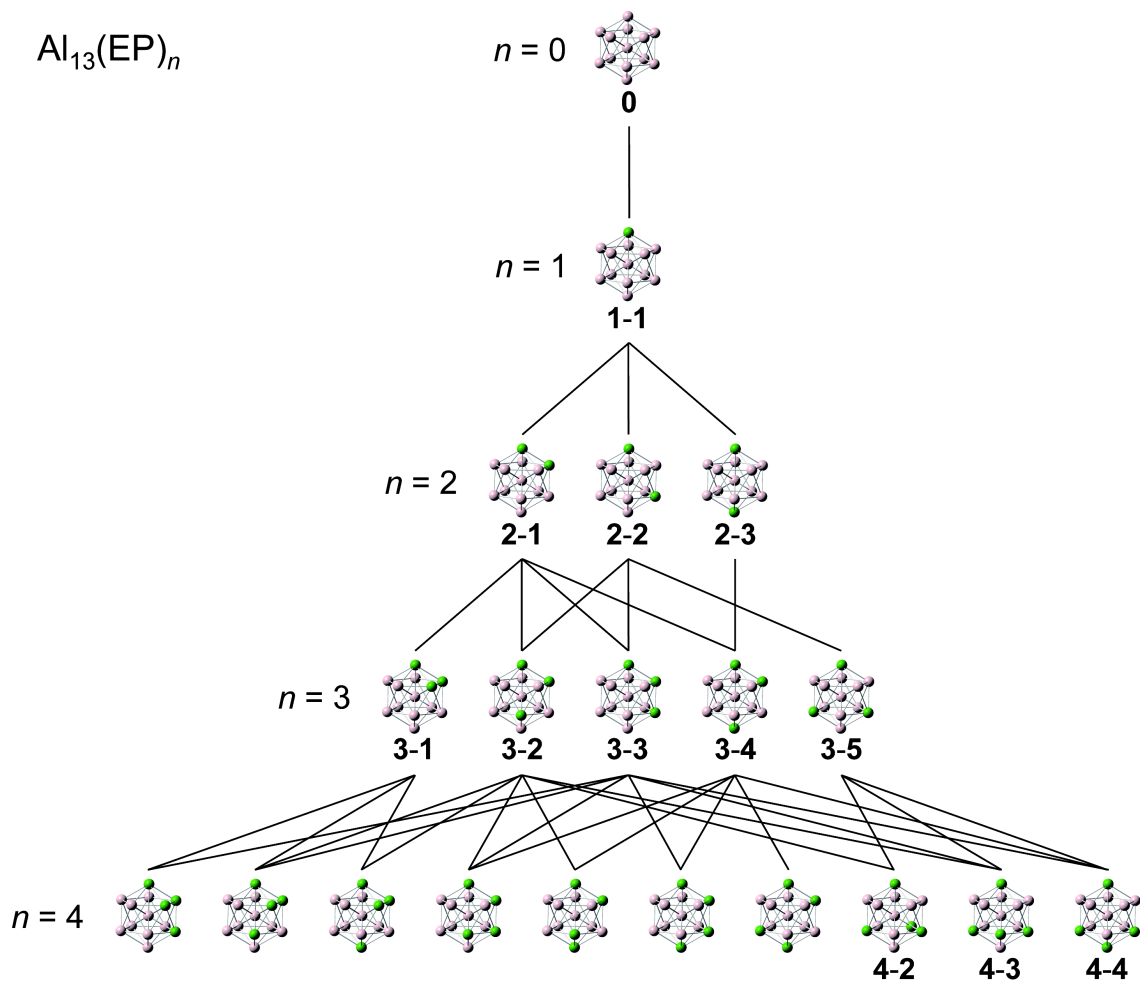 Al₁₃(EP)ₙ
n = 0
0
n = 1
1-1
n = 2
2-1 2-2 2-3
n = 3
3-1 3-2 3-3 3-4 3-5
n = 4
4-2 4-3 4-4